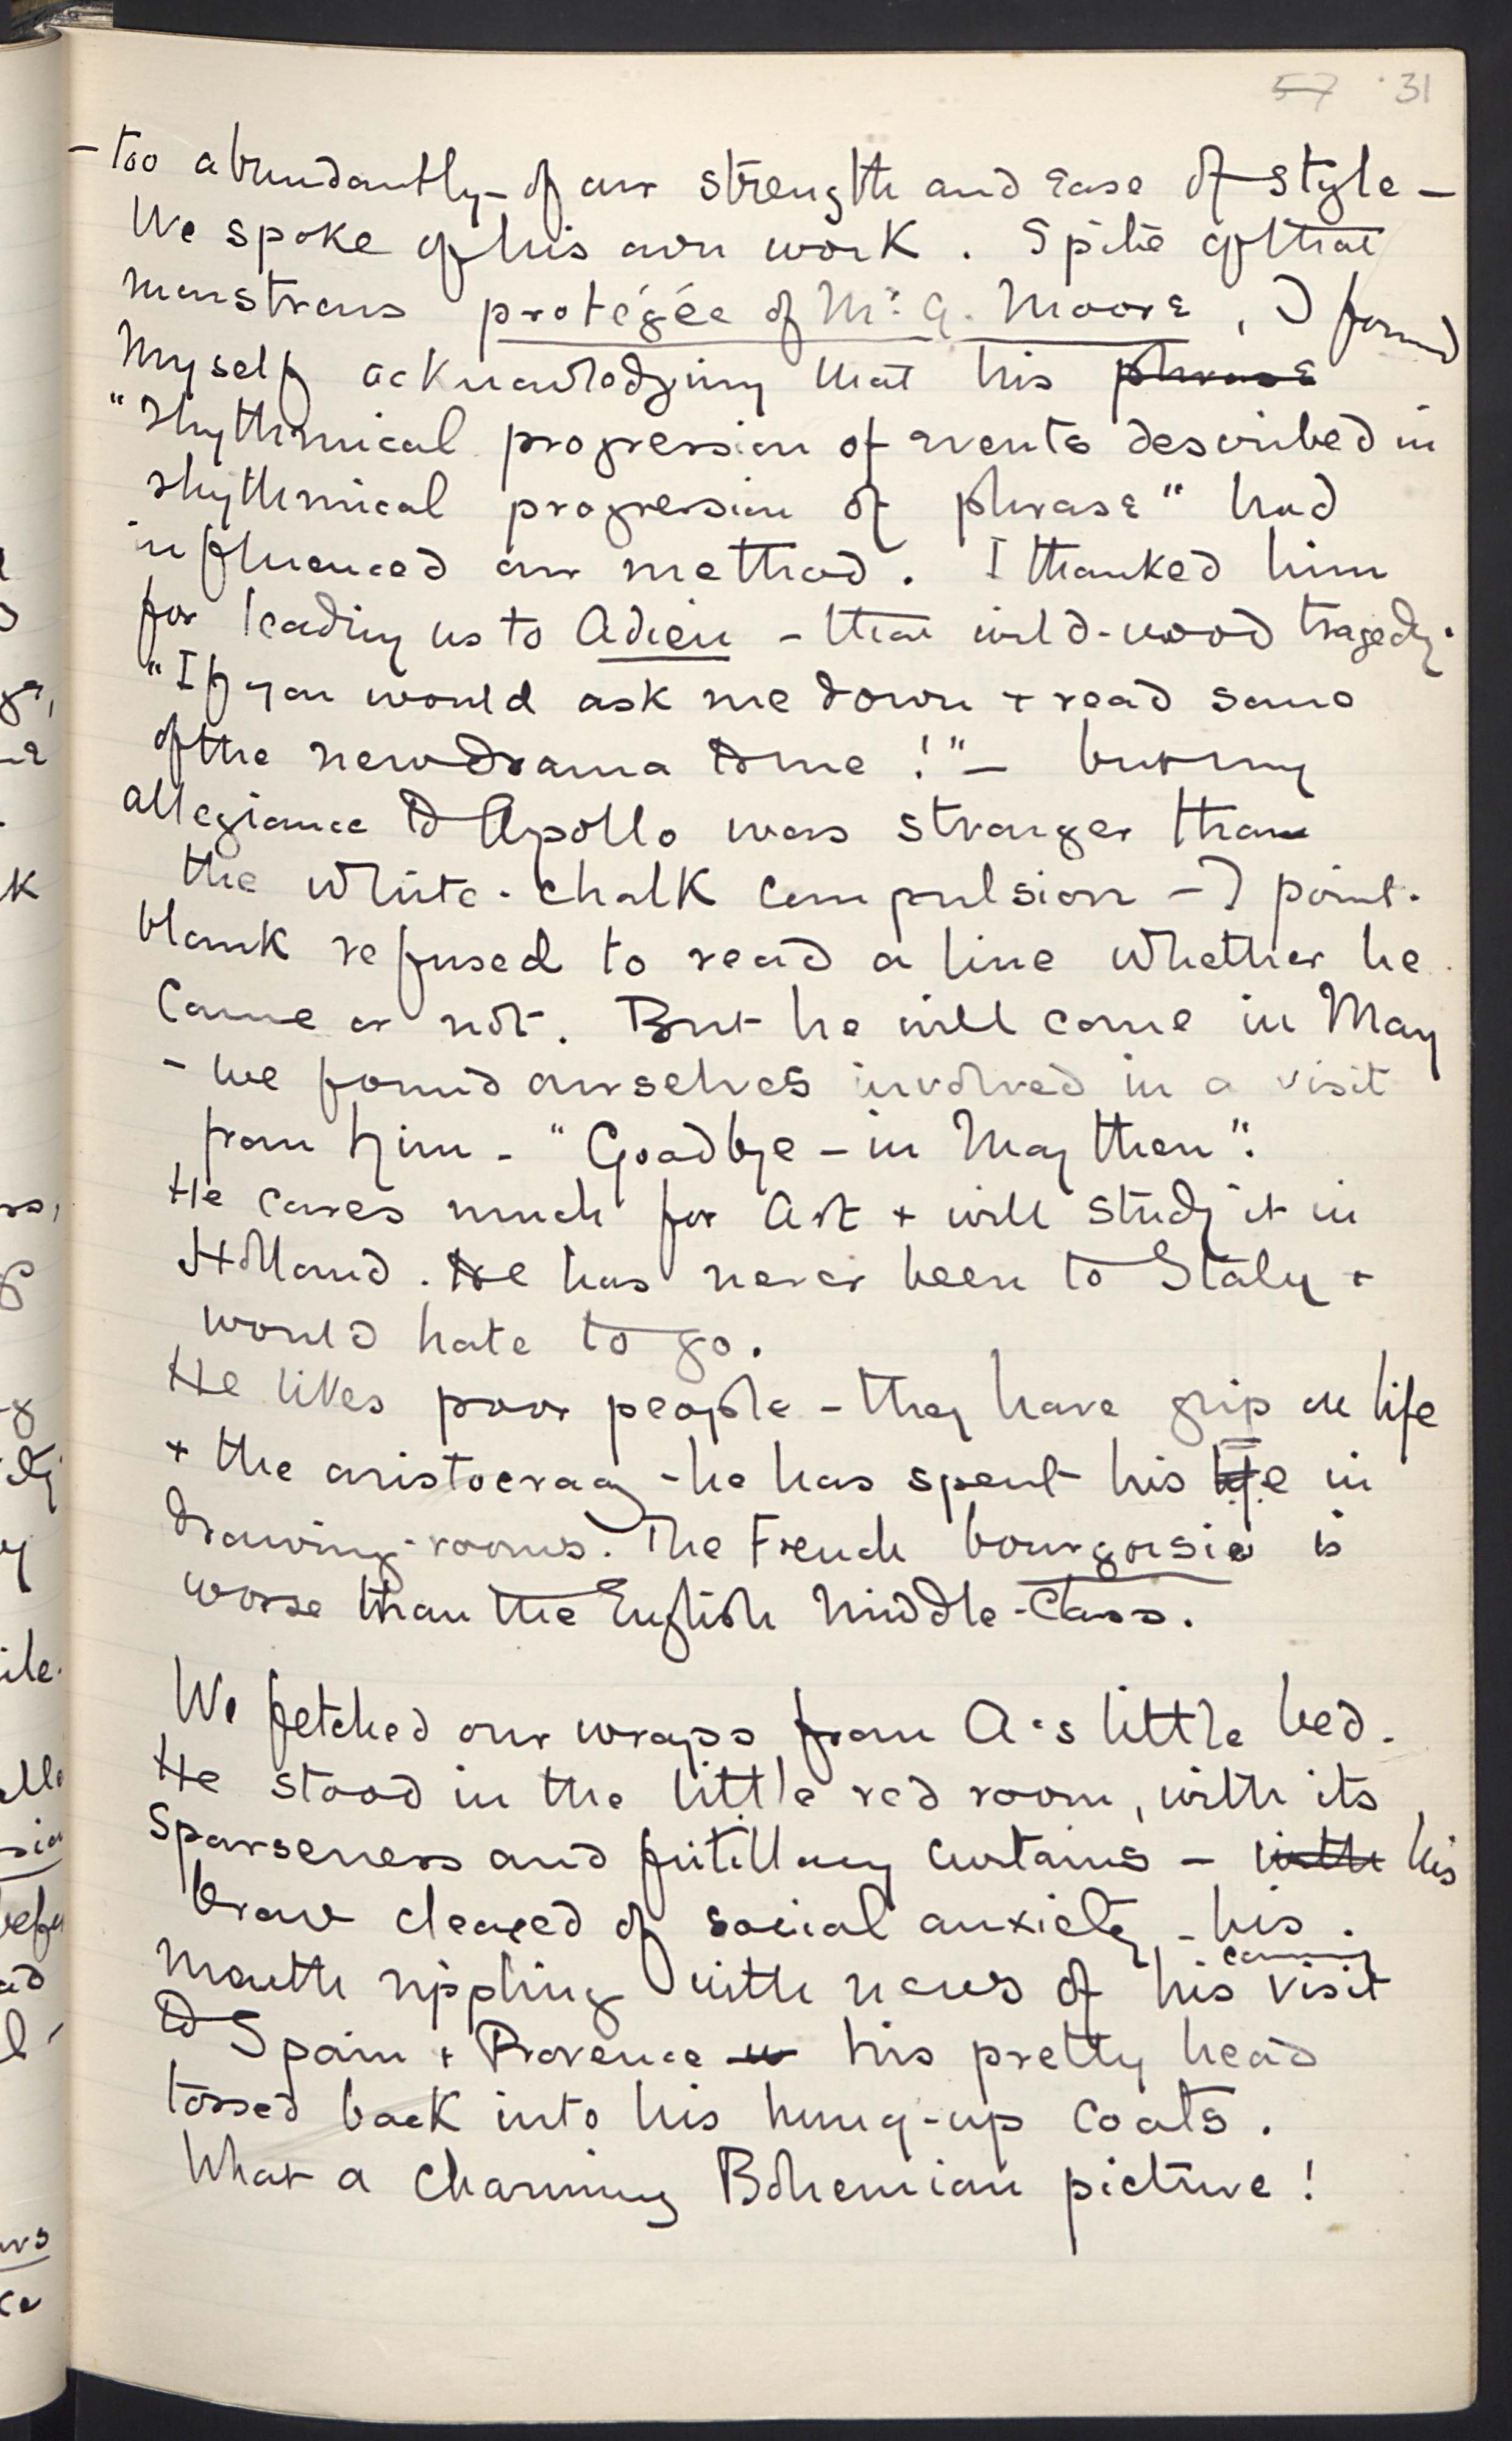 57 31
- too abundantly - of our strength and ease of style -
We spoke of his own work. Spite of that
monstrous protégée of Mr. G. Moore, I found
myself acknowledging that his phrase
"rhythmical progression of events described in
rhythmical progression of phrase" had
influenced our method. I thanked him
for leading us to Adieu - that wild-wood tragedy.
"If you would ask me down + read some
of the new drama to me!" - but my
allegiance to Apollo was stronger than
the white-chalk compulsion - I point-
blank refused to read a line whether he
came or not. But he will come in May
- we found ourselves involved in a visit
from him - "Goodbye - in May then".
He cares much for Art + will study it in
Holland. He has never been to Italy +
would hate to go.
He likes poor people - they have grip on life
+ the aristocracy - he has spent his life in
drawing-rooms. The French bourgoisie is
worse than the English Middle-Class.
We fetched our wraps from A's little bed.
He stood in the little red room, with its
sparseness and fritillary curtains - with his
brow cleared of social anxiety - his
mouth rippling with news of his coming visit
to Spain + Provence his pretty head
tossed back into his hung-up coats.
What a charming Bohemian picture!